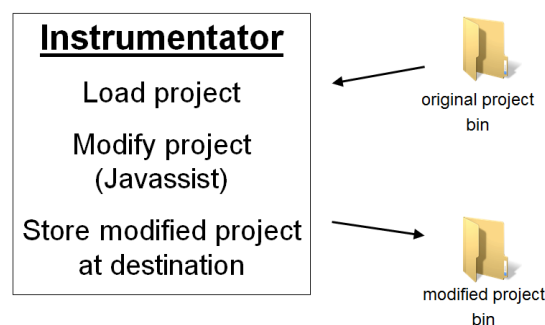 Instrumentator
Load project
Modify project
(Javassist)
Store modified project
at destination
original project
bin
modified project
bin